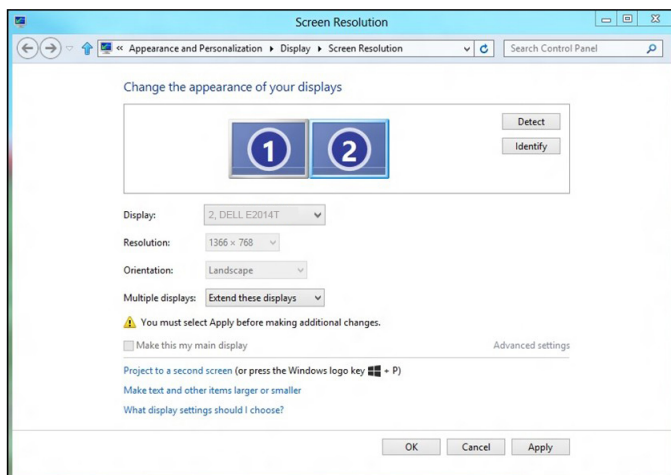 Screen Resolution
« Appearance and Personalization ▸ Display ▸ Screen Resolution
Search Control Panel
Change the appearance of your displays
1 2
Detect
Identify
Display: 2, DELL E2014T
Resolution: 1366 × 768
Orientation: Landscape
Multiple displays: Extend these displays
You must select Apply before making additional changes.
Make this my main display Advanced settings
Project to a second screen (or press the Windows logo key + P)
Make text and other items larger or smaller
What display settings should I choose?
OK Cancel Apply